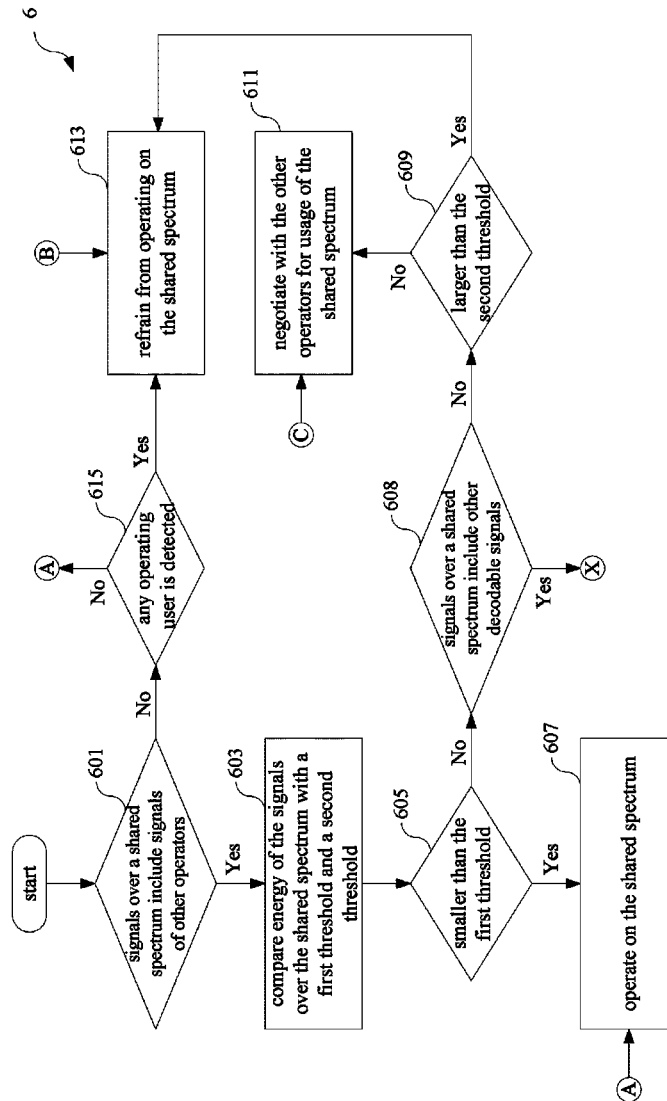 6
start
601
signals over a shared
spectrum include signals
of other operators
No
Yes
603
compare energy of the signals
over the shared spectrum with a
first threshold and a second
threshold
605
smaller than the
first threshold
No
Yes
607
operate on the shared spectrum
A
615
any operating
user is detected
No
A
Yes
608
signals over a shared
spectrum include other
decodable signals
No
Yes
X
B
613
refrain from operating on
the shared spectrum
C
611
negotiate with the other
operators for usage of the
shared spectrum
609
larger than the
second threshold
No
Yes